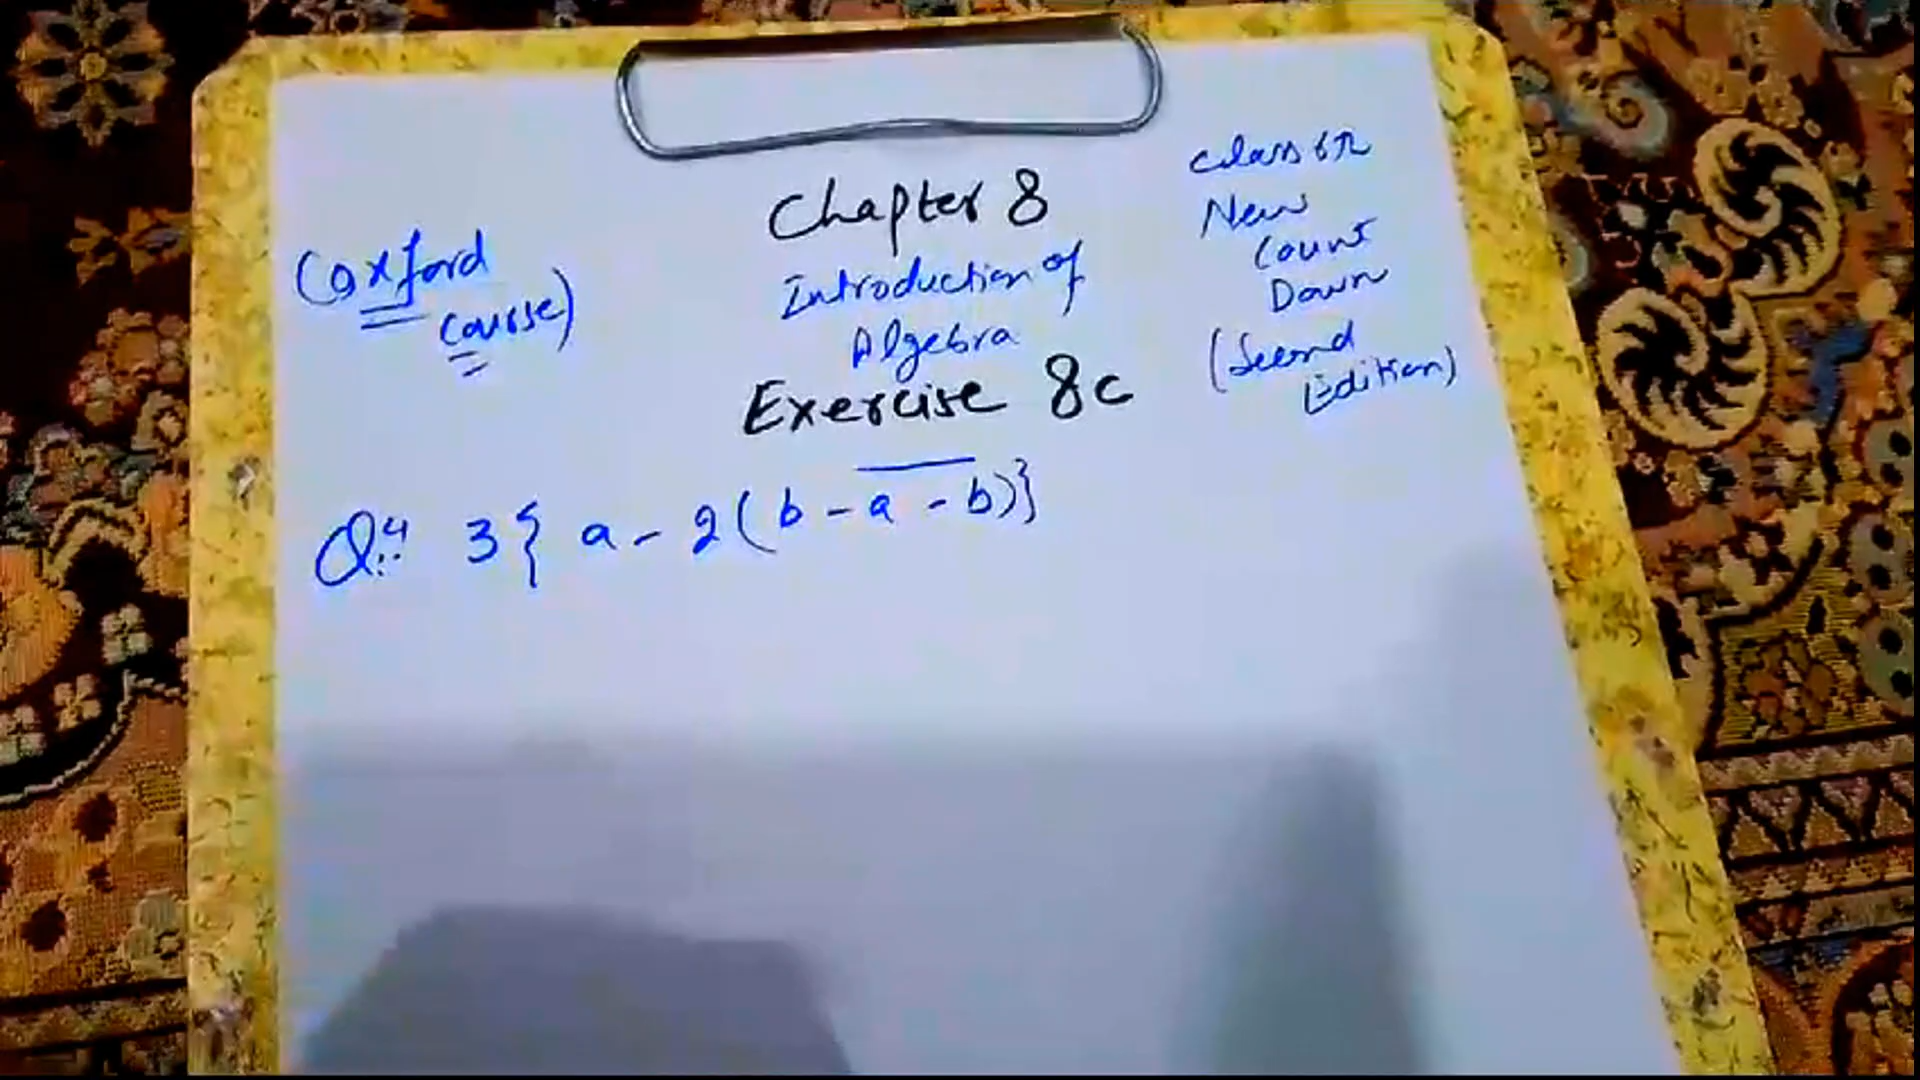 Chapter 8
Introduction of
Algebra
Exercise 8c
(Oxford
course)
class 6th
New
Count
Down
(Second
Edition)
Q.4 3{ a - 2(b - a̅ ̅-̅ ̅b̅)}